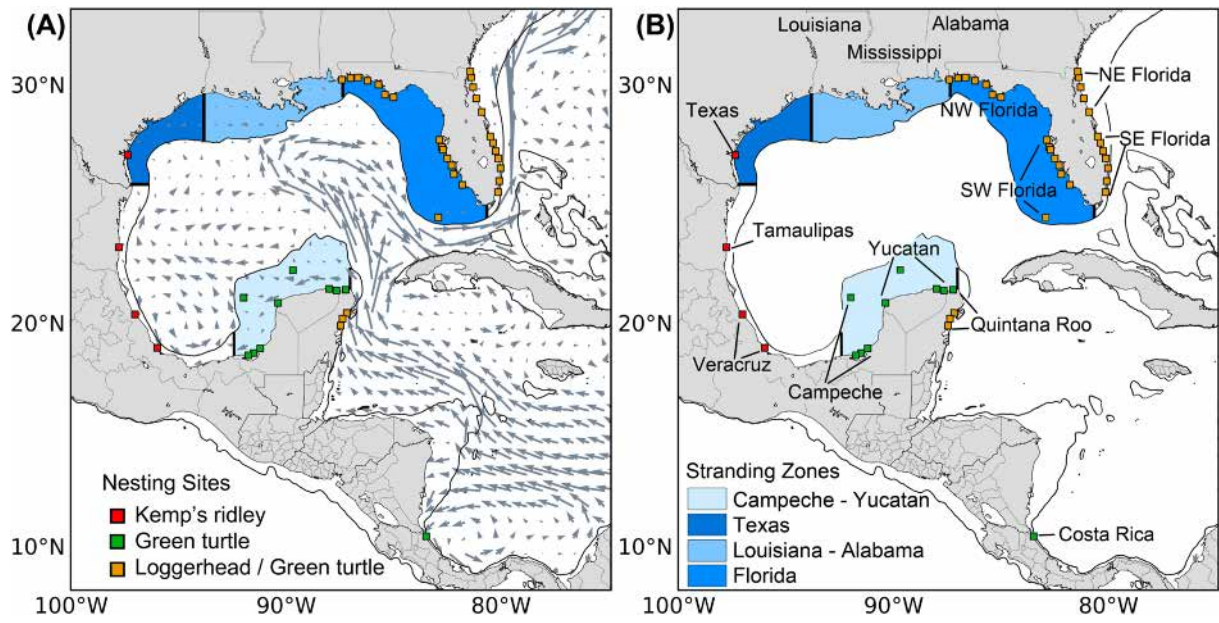 (A)
30°N
20°N
10°N
100°W
90°W
80°W
Nesting Sites
Kemp's ridley
Green turtle
Loggerhead / Green turtle
(B)
Louisiana
Alabama
Mississippi
30°N
NE Florida
Texas
NW Florida
SE Florida
SW Florida
Tamaulipas
Yucatan
20°N
Quintana Roo
Veracruz
Campeche
Stranding Zones
Campeche - Yucatan
Texas
Louisiana - Alabama
Florida
Costa Rica
10°N
100°W
90°W
80°W